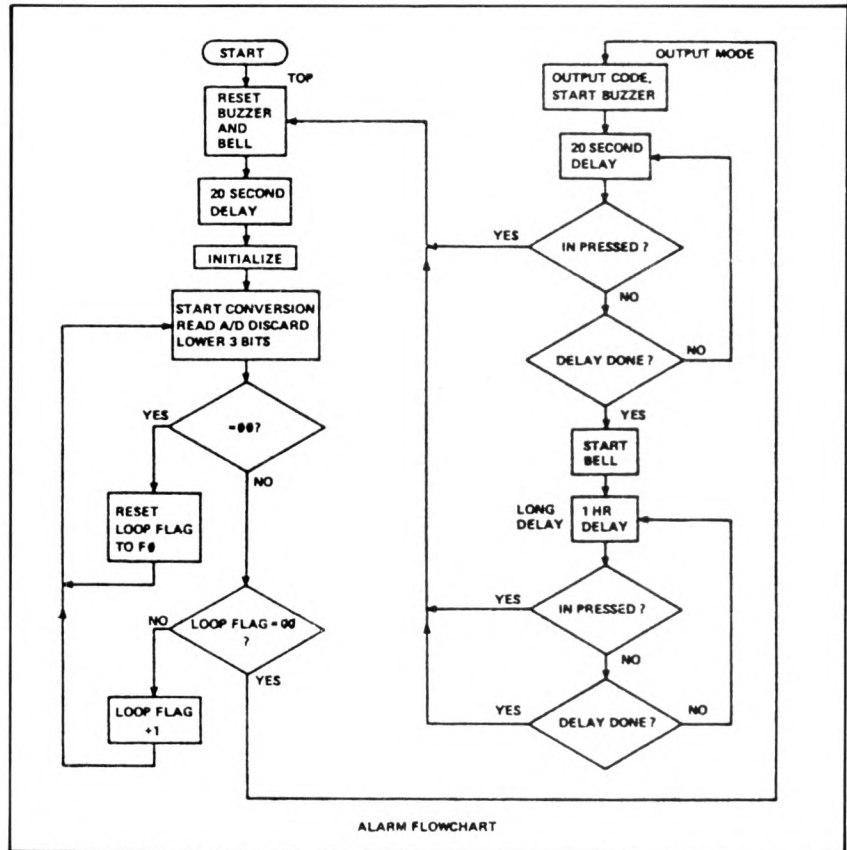 START
TOP
RESET
BUZZER
AND
BELL
20 SECOND
DELAY
INITIALIZE
START CONVERSION
READ A/D DISCARD
LOWER 3 BITS
YES
=00?
NO
RESET
LOOP FLAG
TO F0
NO
LOOP FLAG = 00
?
YES
LOOP FLAG
+1
OUTPUT MODE
OUTPUT CODE,
START BUZZER
20 SECOND
DELAY
YES
IN PRESSED ?
NO
DELAY DONE ?
NO
YES
START
BELL
LONG
DELAY
1 HR
DELAY
YES
IN PRESSED ?
NO
YES
DELAY DONE ?
NO
ALARM FLOWCHART